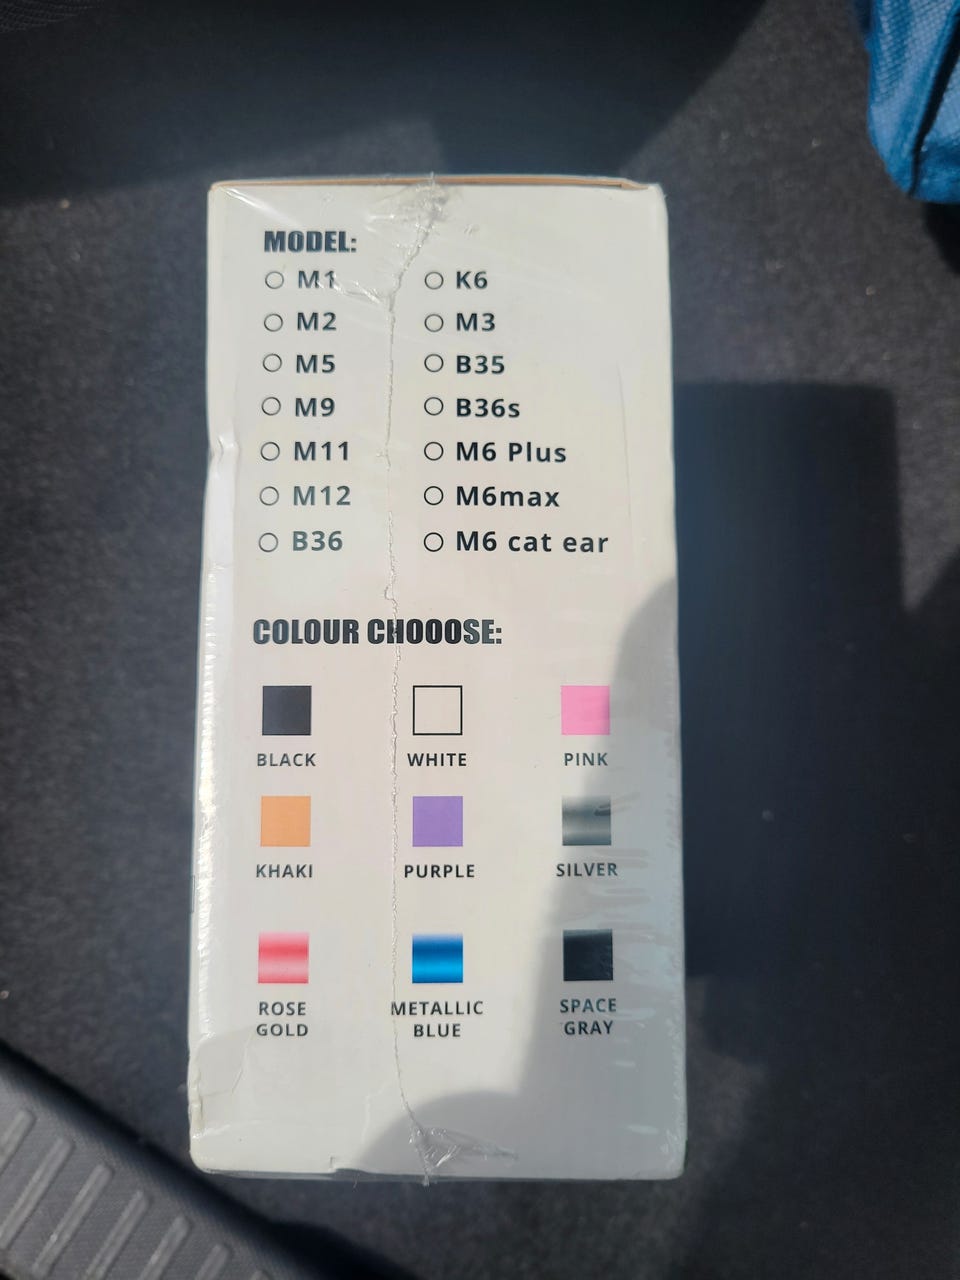 MODEL:
M1 K6
M2 M3
M5 B35
M9 B36s
M11 M6 Plus
M12 M6max
B36 M6 cat ear
COLOUR CHOOOSE:
BLACK WHITE PINK
KHAKI PURPLE SILVER
ROSE GOLD METALLIC BLUE SPACE GRAY